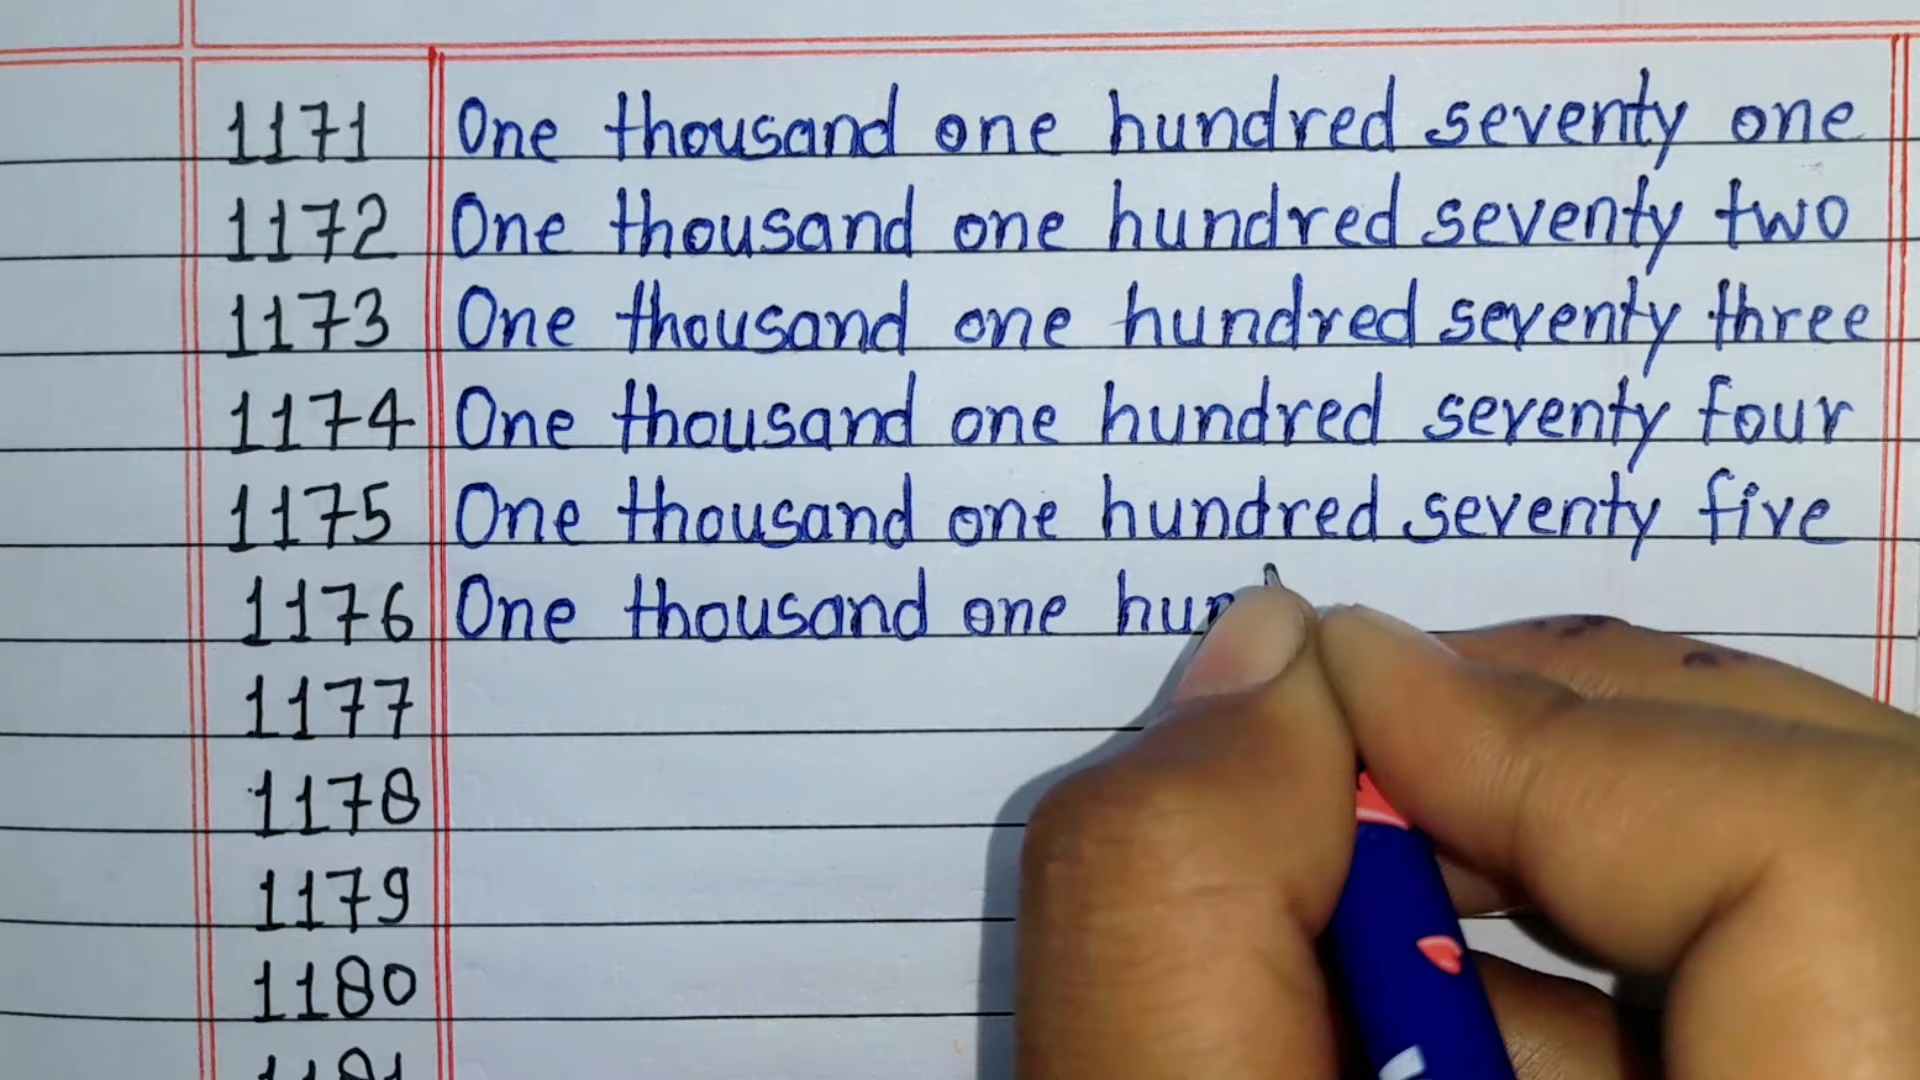 1171 One thousand one hundred seventy one
1172 One thousand one hundred seventy two
1173 One thousand one hundred seventy three
1174 One thousand one hundred seventy four
1175 One thousand one hundred seventy five
1176 One thousand one hun
1177
1178
1179
1180